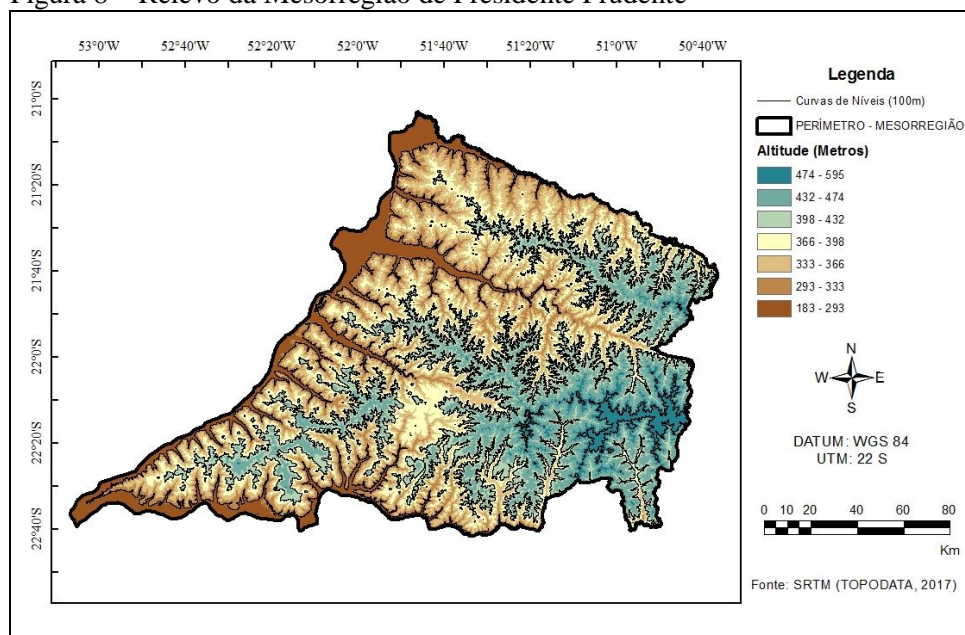 Figura 8 – Relevo da Mesorregião de Presidente Prudente
53°0'W 52°40'W 52°20'W 52°0'W 51°40'W 51°20'W 51°0'W 50°40'W
21°0'S
21°20'S
21°40'S
22°0'S
22°20'S
22°40'S
Legenda
Curvas de Níveis (100m)
PERÍMETRO - MESORREGIÃO
Altitude (Metros)
474 - 595
432 - 474
398 - 432
366 - 398
333 - 366
293 - 333
183 - 293
N
W E
S
DATUM: WGS 84
UTM: 22 S
0 10 20 40 60 80
Km
Fonte: SRTM (TOPODATA, 2017)